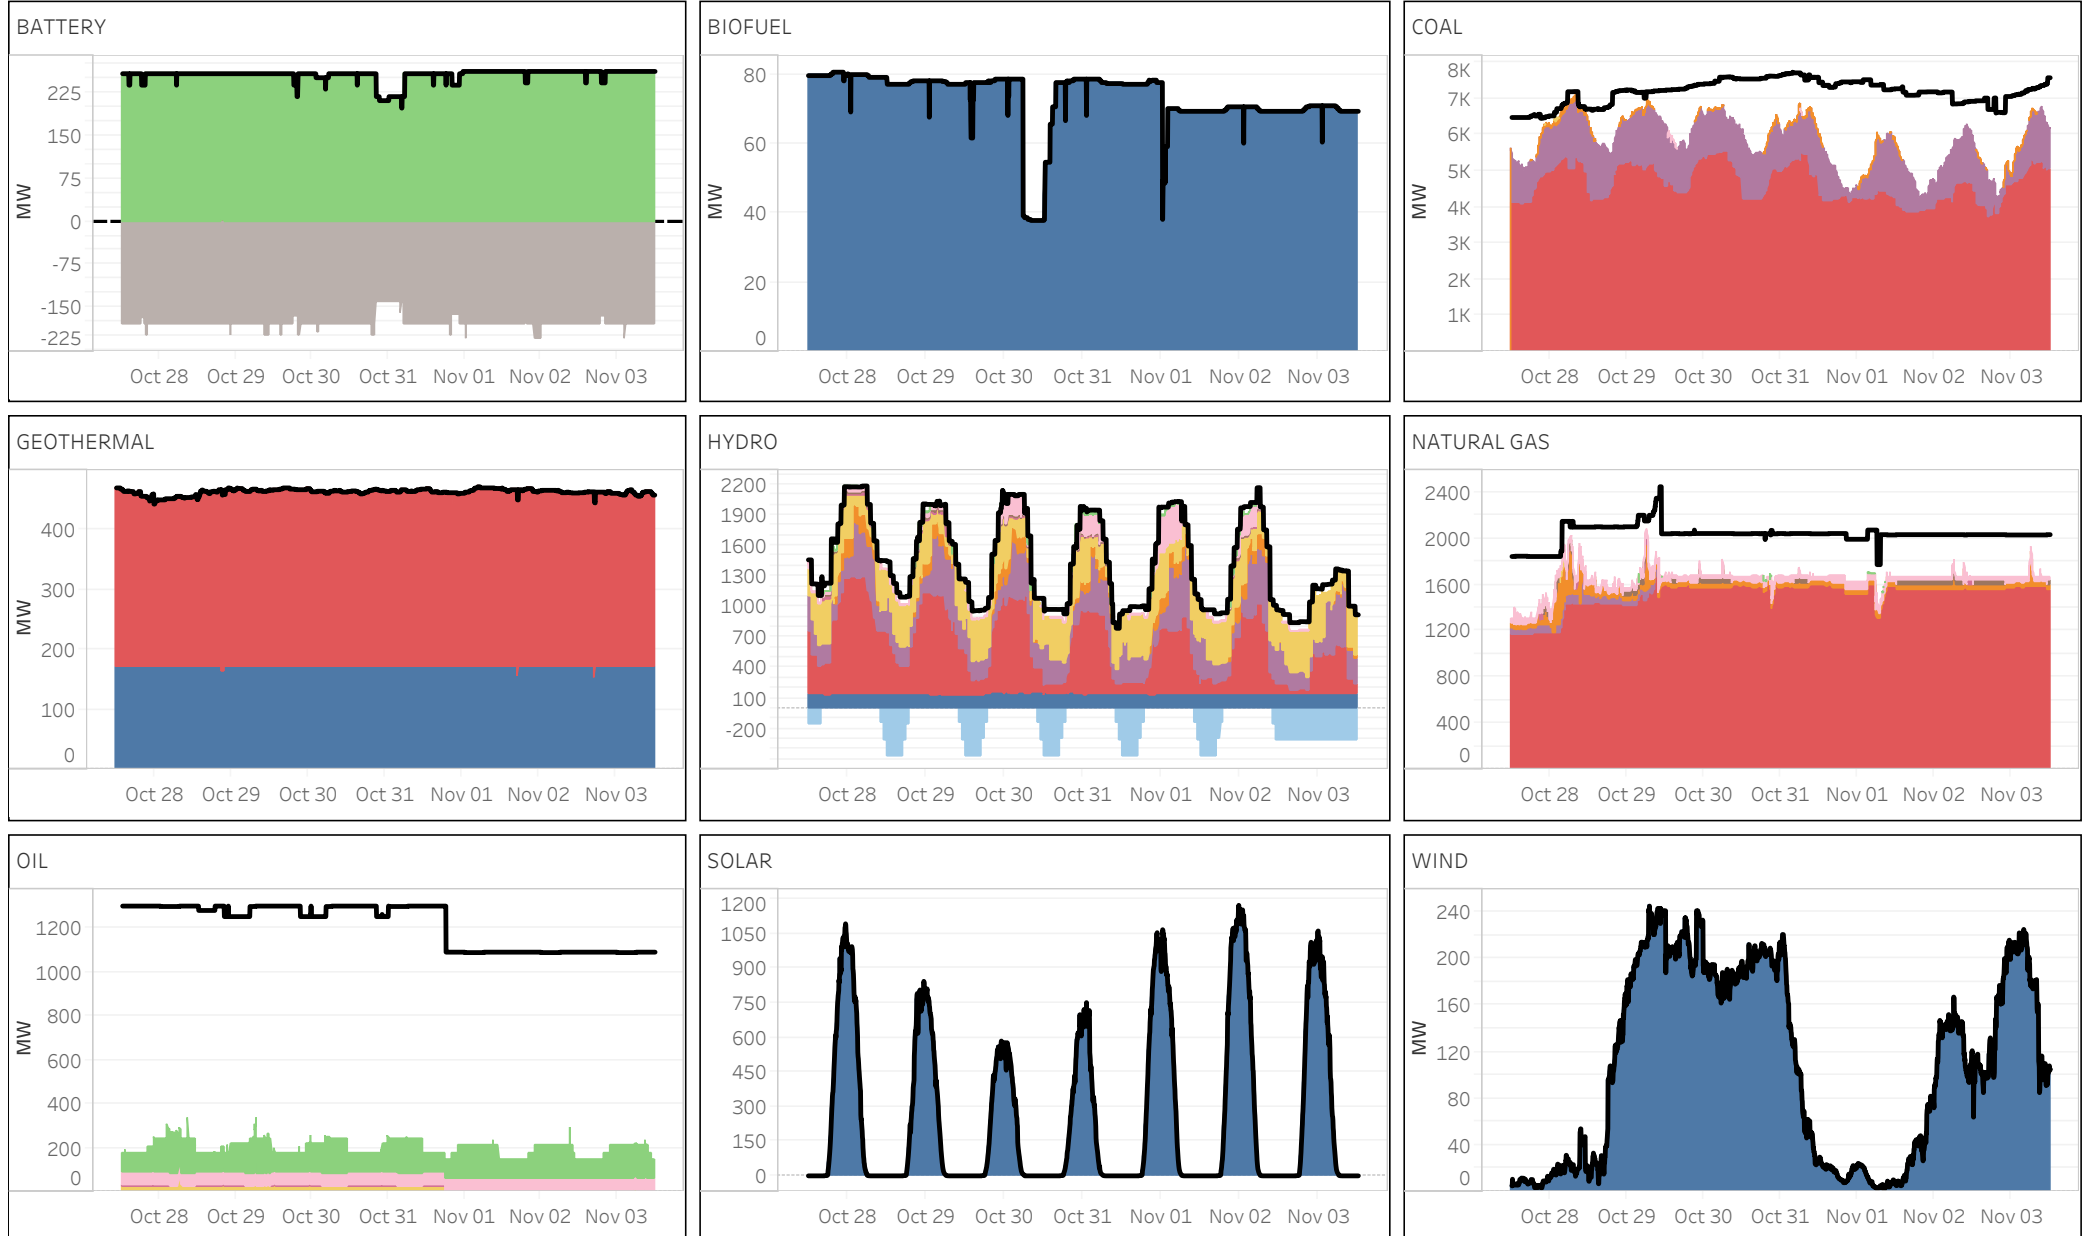 BATTERY
MW
225
150
75
0
-75
-150
-225
Oct 28 Oct 29 Oct 30 Oct 31 Nov 01 Nov 02 Nov 03
BIOFUEL
MW
80
60
40
20
0
Oct 28 Oct 29 Oct 30 Oct 31 Nov 01 Nov 02 Nov 03
COAL
MW
8K
7K
6K
5K
4K
3K
2K
1K
Oct 28 Oct 29 Oct 30 Oct 31 Nov 01 Nov 02 Nov 03
GEOTHERMAL
MW
400
300
200
100
0
Oct 28 Oct 29 Oct 30 Oct 31 Nov 01 Nov 02 Nov 03
HYDRO
2200
1900
1600
1300
1000
700
400
100
-200
Oct 28 Oct 29 Oct 30 Oct 31 Nov 01 Nov 02 Nov 03
NATURAL GAS
2400
2000
1600
1200
800
400
0
Oct 28 Oct 29 Oct 30 Oct 31 Nov 01 Nov 02 Nov 03
OIL
MW
1200
1000
800
600
400
200
0
Oct 28 Oct 29 Oct 30 Oct 31 Nov 01 Nov 02 Nov 03
SOLAR
1200
1050
900
750
600
450
300
150
0
Oct 28 Oct 29 Oct 30 Oct 31 Nov 01 Nov 02 Nov 03
WIND
MW
240
200
160
120
80
40
0
Oct 28 Oct 29 Oct 30 Oct 31 Nov 01 Nov 02 Nov 03